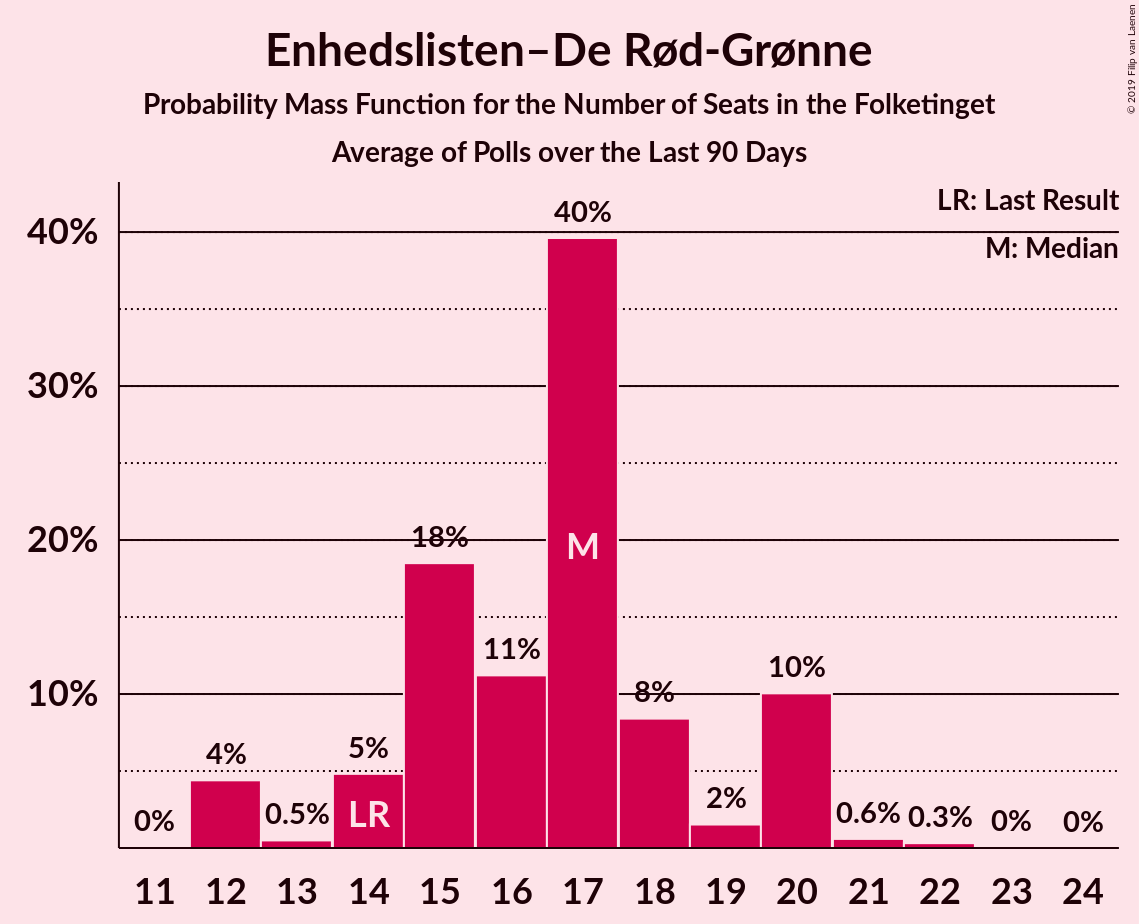 Enhedslisten–De Rød-Grønne
Probability Mass Function for the Number of Seats in the Folketinget
Average of Polls over the Last 90 Days
© 2019 Filip van Laenen
LR: Last Result
M: Median
40%
30%
20%
10%
0%
4%
0.5%
5%
18%
11%
40%
8%
2%
10%
0.6%
0.3%
0%
0%
LR
M
11 12 13 14 15 16 17 18 19 20 21 22 23 24